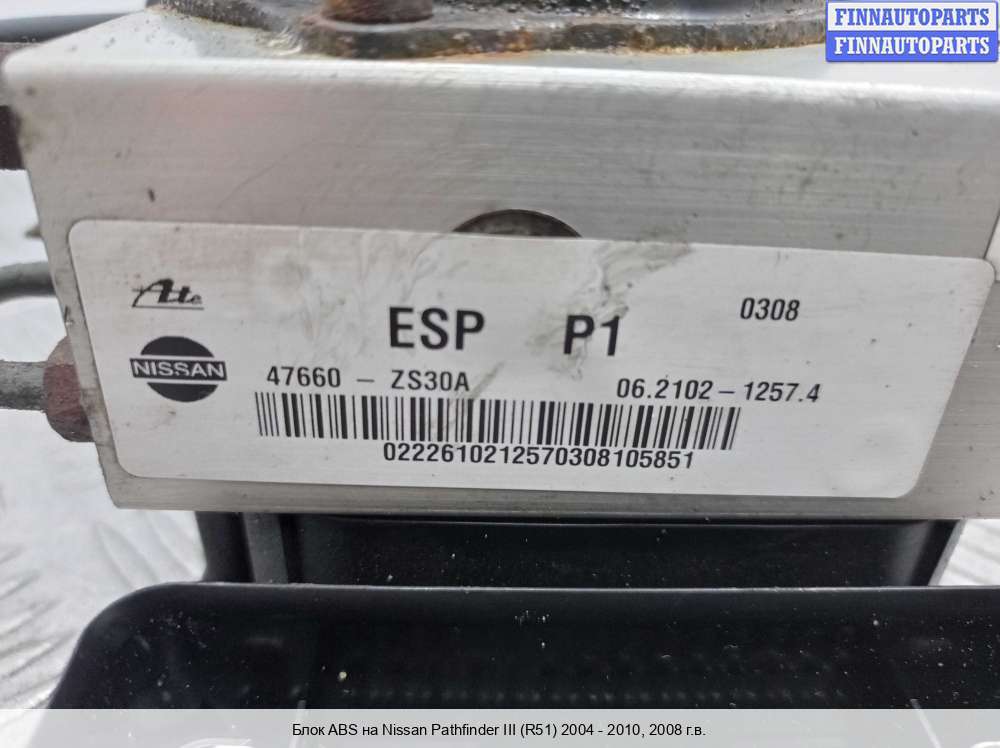 FINNAUTOPARTS
FINNAUTOPARTS
Ate
ESP P1 0308
NISSAN
47660 - ZS30A 06.2102-1257.4
0222610212570308105851
Блок ABS на Nissan Pathfinder III (R51) 2004 - 2010, 2008 г.в.